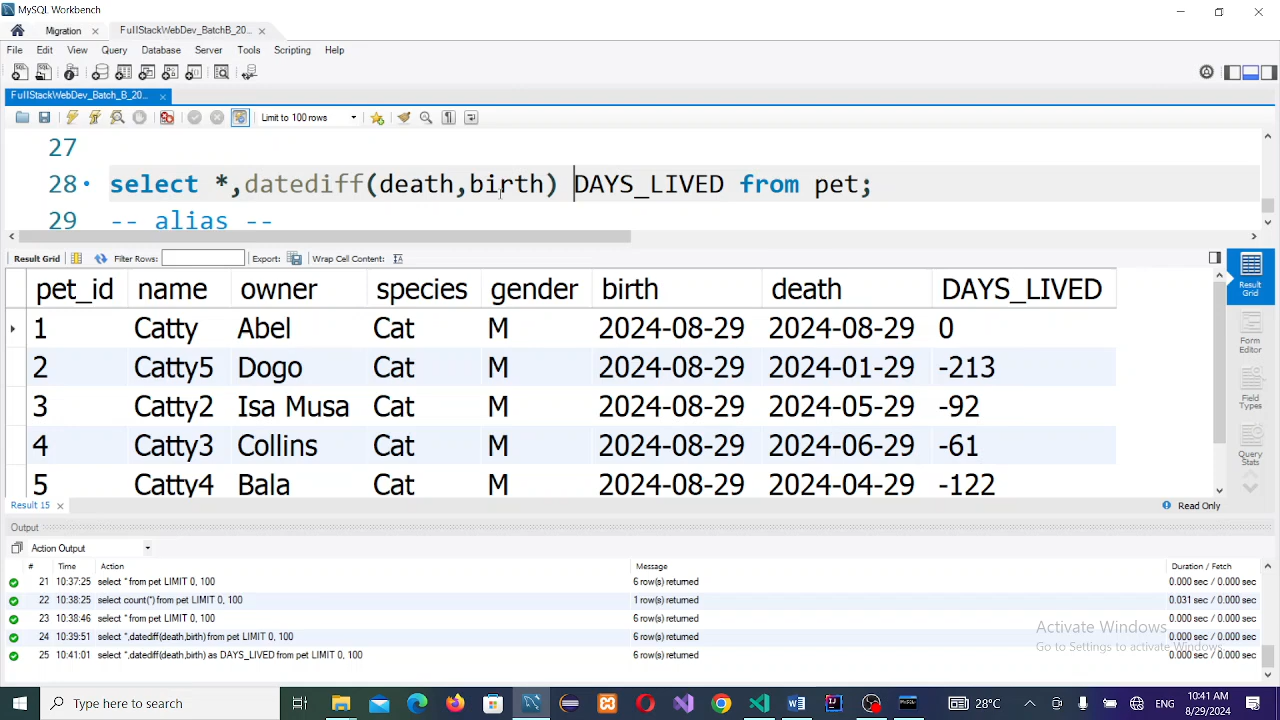 MySQL Workbench
Migration
FullStackWebDev_BatchB_20...
File Edit View Query Database Server Tools Scripting Help
FullStackWebDev_Batch_B_20...
Limit to 100 rows
27
28 select *,datediff(death,birth) DAYS_LIVED from pet;
29 -- alias --
Result Grid Filter Rows: Export: Wrap Cell Content:
pet_id name owner species gender birth death DAYS_LIVED
1 Catty Abel Cat M 2024-08-29 2024-08-29 0
2 Catty5 Dogo Cat M 2024-08-29 2024-01-29 -213
3 Catty2 Isa Musa Cat M 2024-08-29 2024-05-29 -92
4 Catty3 Collins Cat M 2024-08-29 2024-06-29 -61
5 Catty4 Bala Cat M 2024-08-29 2024-04-29 -122
Result Grid
Form Editor
Field Types
Query Stats
Result 15 Read Only
Output
Action Output
# Time Action Message Duration / Fetch
21 10:37:25 select * from pet LIMIT 0, 100 6 row(s) returned 0.000 sec / 0.000 sec
22 10:38:25 select count(*) from pet LIMIT 0, 100 1 row(s) returned 0.031 sec / 0.000 sec
23 10:38:46 select * from pet LIMIT 0, 100 6 row(s) returned 0.000 sec / 0.000 sec
24 10:39:51 select *,datediff(death,birth) from pet LIMIT 0, 100 6 row(s) returned 0.000 sec / 0.000 sec
25 10:41:01 select *,datediff(death,birth) as DAYS_LIVED from pet LIMIT 0, 100 6 row(s) returned 0.000 sec / 0.000 sec
Activate Windows
Go to Settings to activate Windows.
Type here to search
28°C
ENG
10:41 AM
8/29/2024